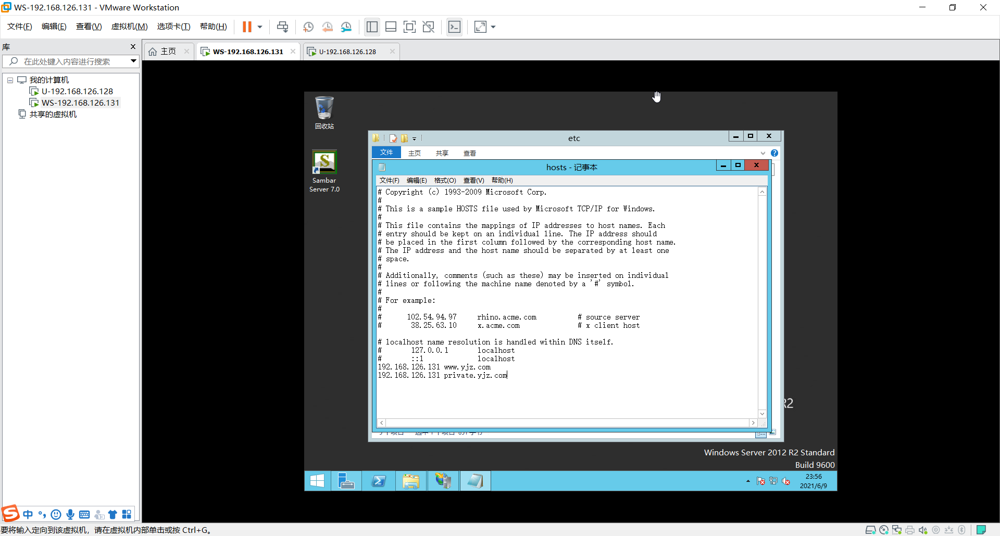 WS-192.168.126.131 - VMware Workstation
文件(F) 编辑(E) 查看(V) 虚拟机(M) 选项卡(T) 帮助(H)
库
在此处键入内容进行搜索
我的计算机
U-192.168.126.128
WS-192.168.126.131
共享的虚拟机
主页
WS-192.168.126.131
U-192.168.126.128
回收站
Sambar
Server 7.0
etc
文件 主页 共享 查看
hosts - 记事本
文件(F) 编辑(E) 格式(O) 查看(V) 帮助(H)
# Copyright (c) 1993-2009 Microsoft Corp.
#
# This is a sample HOSTS file used by Microsoft TCP/IP for Windows.
#
# This file contains the mappings of IP addresses to host names. Each
# entry should be kept on an individual line. The IP address should
# be placed in the first column followed by the corresponding host name.
# The IP address and the host name should be separated by at least one
# space.
#
# Additionally, comments (such as these) may be inserted on individual
# lines or following the machine name denoted by a '#' symbol.
#
# For example:
#
# 102.54.94.97 rhino.acme.com # source server
# 38.25.63.10 x.acme.com # x client host
# localhost name resolution is handled within DNS itself.
# 127.0.0.1 localhost
# ::1 localhost
192.168.126.131 www.yjz.com
192.168.126.131 private.yjz.com
R2
Windows Server 2012 R2 Standard
Build 9600
23:56
2021/6/9
中
要将输入定向到该虚拟机，请在虚拟机内部单击或按 Ctrl+G。